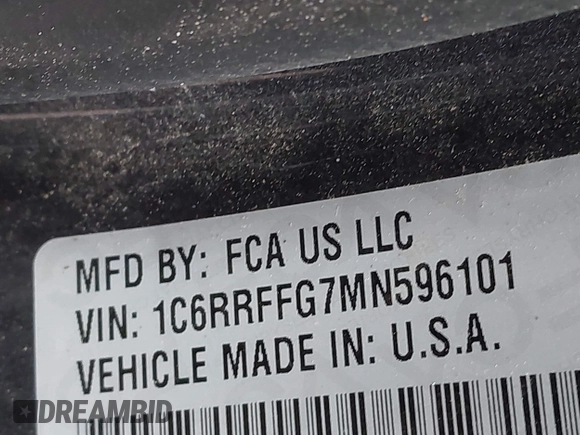 MFD BY: FCA US LLC
VIN: 1C6RRFFG7MN596101
VEHICLE MADE IN: U.S.A.
DREAMBID